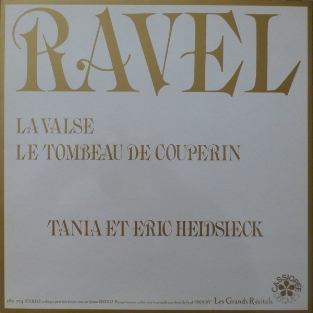 RAVEL
LA VALSE
LE TOMBEAU DE COUPERIN
TANIA ET ERIC HEIDSIECK
CASSIOPÉE
Les Grands Récitals